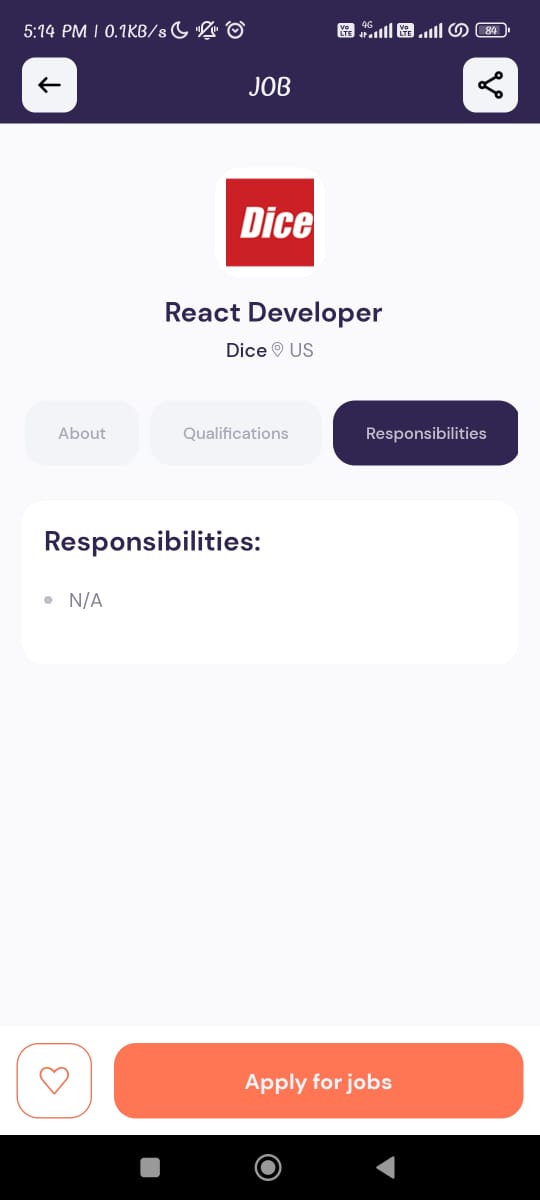 5:14 PM | 0.1KB/s Vo LTE 4G Vo LTE 84
JOB
Dice
React Developer
Dice US
About Qualifications Responsibilities
Responsibilities:
• N/A
Apply for jobs